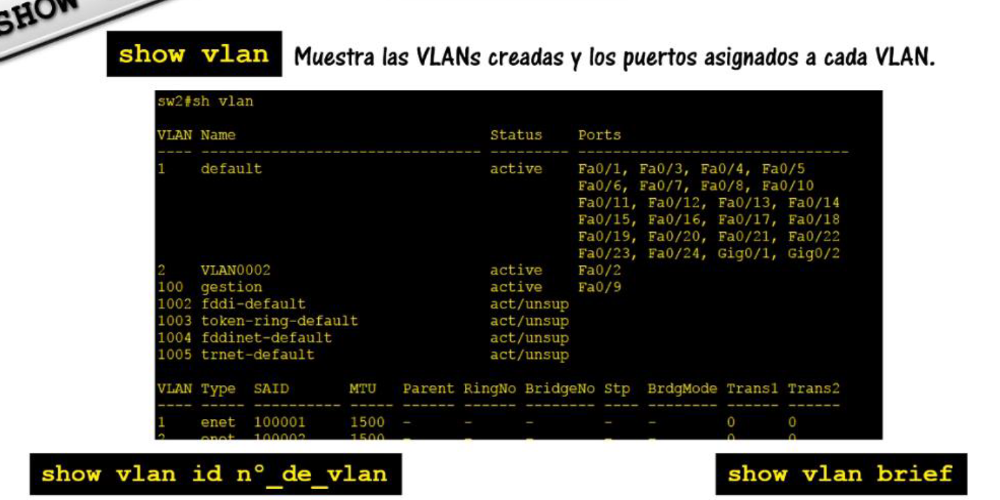 SHOW
show vlan Muestra las VLANs creadas y los puertos asignados a cada VLAN.
sw2#sh vlan
VLAN Name Status Ports
---- -------------------------------- --------- -------------------------------
1 default active Fa0/1, Fa0/3, Fa0/4, Fa0/5
Fa0/6, Fa0/7, Fa0/8, Fa0/10
Fa0/11, Fa0/12, Fa0/13, Fa0/14
Fa0/15, Fa0/16, Fa0/17, Fa0/18
Fa0/19, Fa0/20, Fa0/21, Fa0/22
Fa0/23, Fa0/24, Gig0/1, Gig0/2
2 VLAN0002 active Fa0/2
100 gestion active Fa0/9
1002 fddi-default act/unsup
1003 token-ring-default act/unsup
1004 fddinet-default act/unsup
1005 trnet-default act/unsup
VLAN Type SAID MTU Parent RingNo BridgeNo Stp BrdgMode Trans1 Trans2
---- ----- ---------- ----- ------ ------ -------- ---- -------- ------ ------
1 enet 100001 1500 - - - - - 0 0
2 enet 100002 1500 - - - - - 0 0
show vlan id n°_de_vlan
show vlan brief